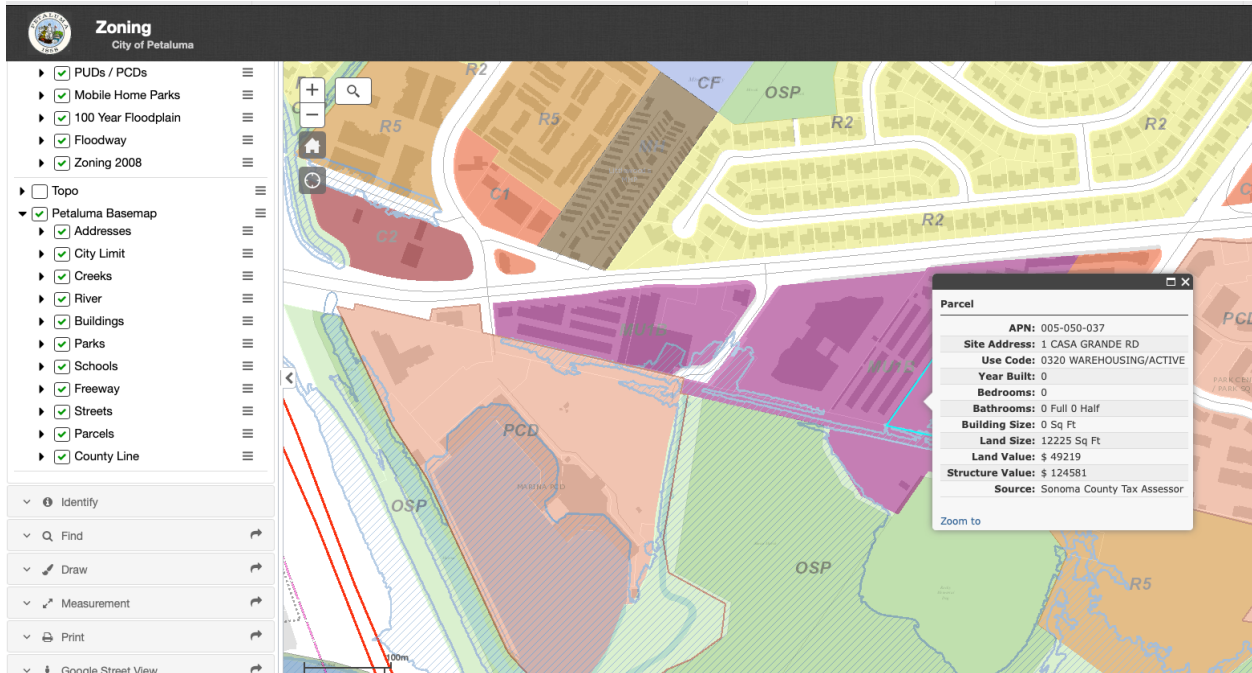 PETALUMA
1858
Zoning
City of Petaluma
PUDs / PCDs
Mobile Home Parks
100 Year Floodplain
Floodway
Zoning 2008
Topo
Petaluma Basemap
Addresses
City Limit
Creeks
River
Buildings
Parks
Schools
Freeway
Streets
Parcels
County Line
Identify
Find
Draw
Measurement
Print
Google Street View
R2
CF
OSP
R5
R5
R2
R2
C1
R2
C2
PCD
MARINA PCD
OSP
OSP
R5
100m
Parcel
APN: 005-050-037
Site Address: 1 CASA GRANDE RD
Use Code: 0320 WAREHOUSING/ACTIVE
Year Built: 0
Bedrooms: 0
Bathrooms: 0 Full 0 Half
Building Size: 0 Sq Ft
Land Size: 12225 Sq Ft
Land Value: $ 49219
Structure Value: $ 124581
Source: Sonoma County Tax Assessor
Zoom to